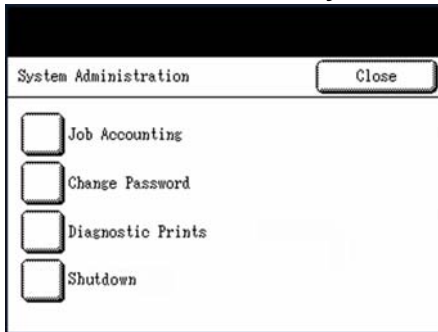 System Administration
Close
Job Accounting
Change Password
Diagnostic Prints
Shutdown